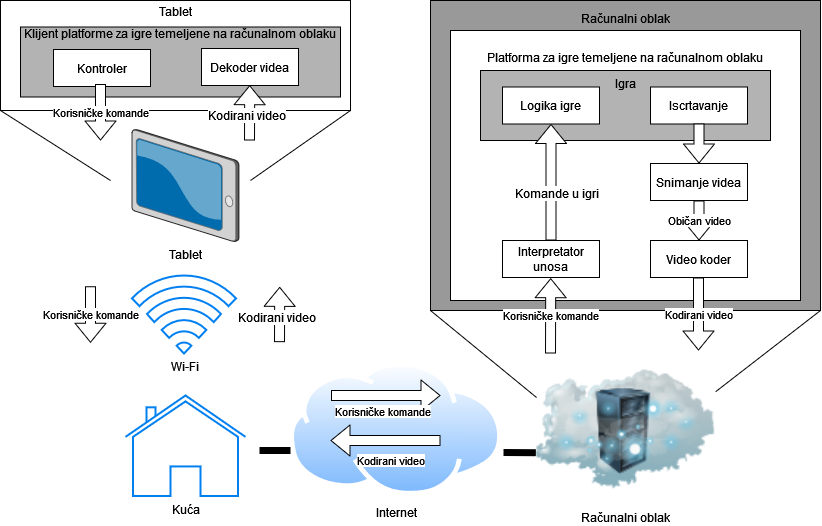 Tablet
Klijent platforme za igre temeljene na računalnom oblaku
Kontroler
Dekoder videa
Korisničke komande
Kodirani video
Tablet
Korisničke komande
Kodirani video
Wi-Fi
Kuća
Korisničke komande
Kodirani video
Internet
Računalni oblak
Platforma za igre temeljene na računalnom oblaku
Igra
Logika igre
Iscrtavanje
Komande u igri
Snimanje videa
Običan video
Interpretator
unosa
Video koder
Korisničke komande
Kodirani video
Računalni oblak